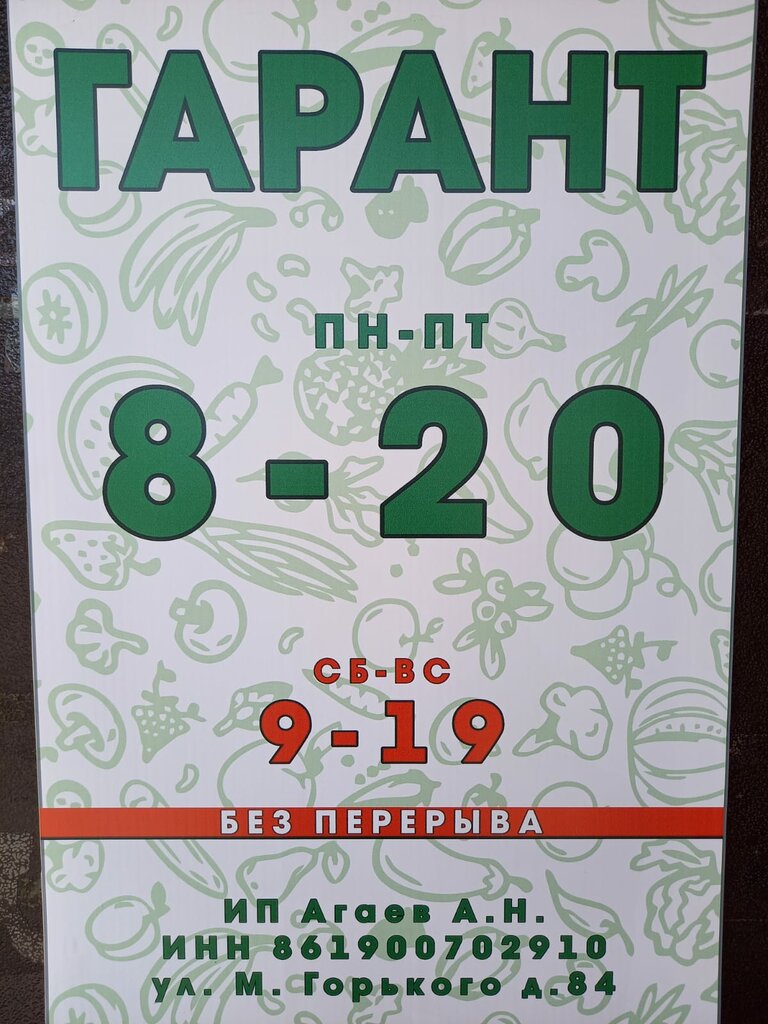 ГАРАНТ
ПН-ПТ
8-20
СБ-ВС
9-19
БЕЗ ПЕРЕРЫВА
ИП Агаев А.Н.
ИНН 861900702910
ул. М. Горького д.84